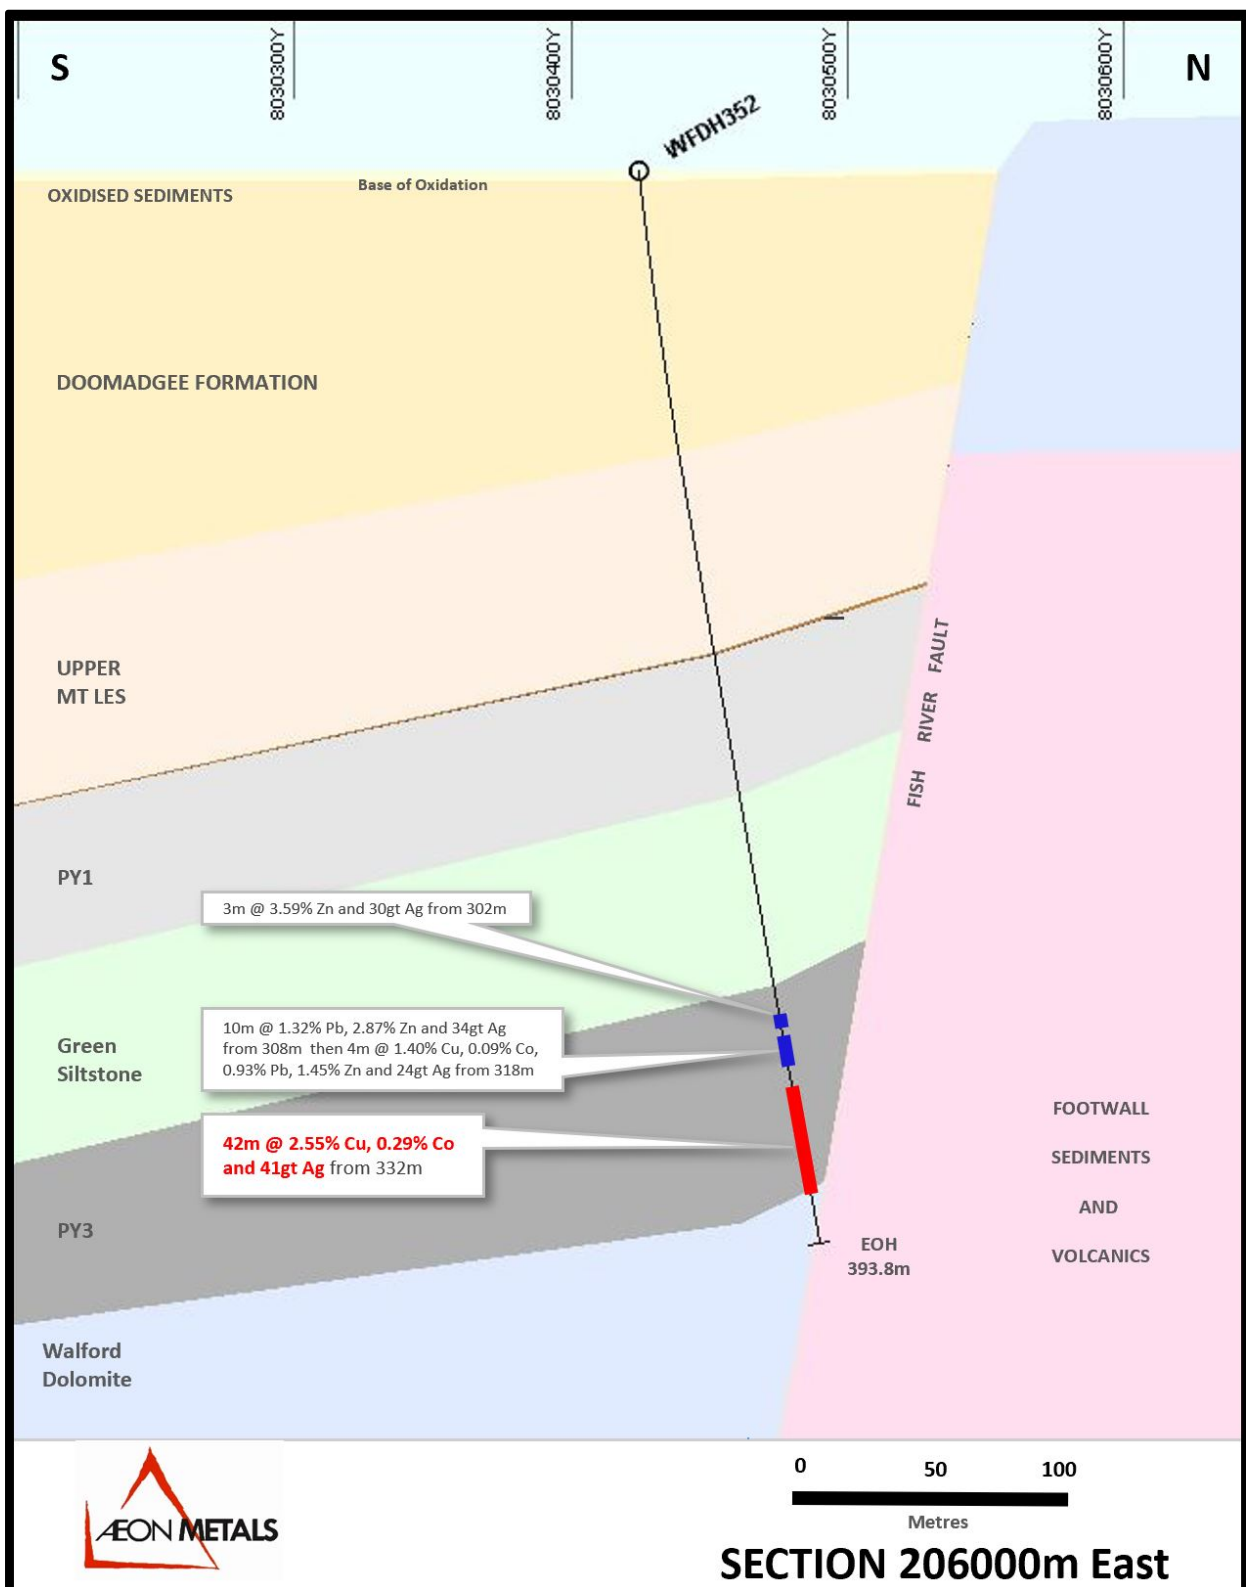 S
8030300Y
8030400Y
8030500Y
8030600Y
N
WFDH352
OXIDISED SEDIMENTS
Base of Oxidation
DOOMADGEE FORMATION
UPPER
MT LES
FISH RIVER FAULT
PY1
3m @ 3.59% Zn and 30gt Ag from 302m
10m @ 1.32% Pb, 2.87% Zn and 34gt Ag
from 308m then 4m @ 1.40% Cu, 0.09% Co,
0.93% Pb, 1.45% Zn and 24gt Ag from 318m
Green
Siltstone
42m @ 2.55% Cu, 0.29% Co
and 41gt Ag from 332m
FOOTWALL
SEDIMENTS
AND
VOLCANICS
PY3
EOH
393.8m
Walford
Dolomite
ÆON METALS
0 50 100
Metres
SECTION 206000m East